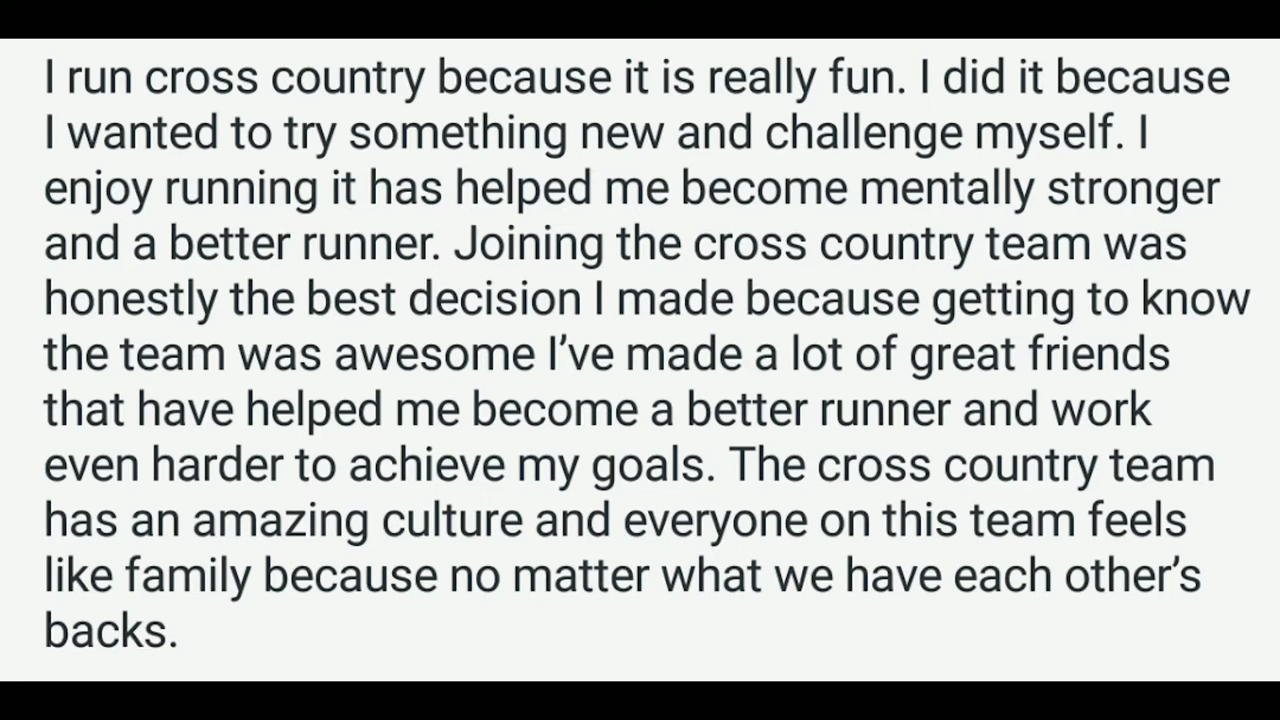 I run cross country because it is really fun. I did it because
I wanted to try something new and challenge myself. I
enjoy running it has helped me become mentally stronger
and a better runner. Joining the cross country team was
honestly the best decision I made because getting to know
the team was awesome I’ve made a lot of great friends
that have helped me become a better runner and work
even harder to achieve my goals. The cross country team
has an amazing culture and everyone on this team feels
like family because no matter what we have each other’s
backs.